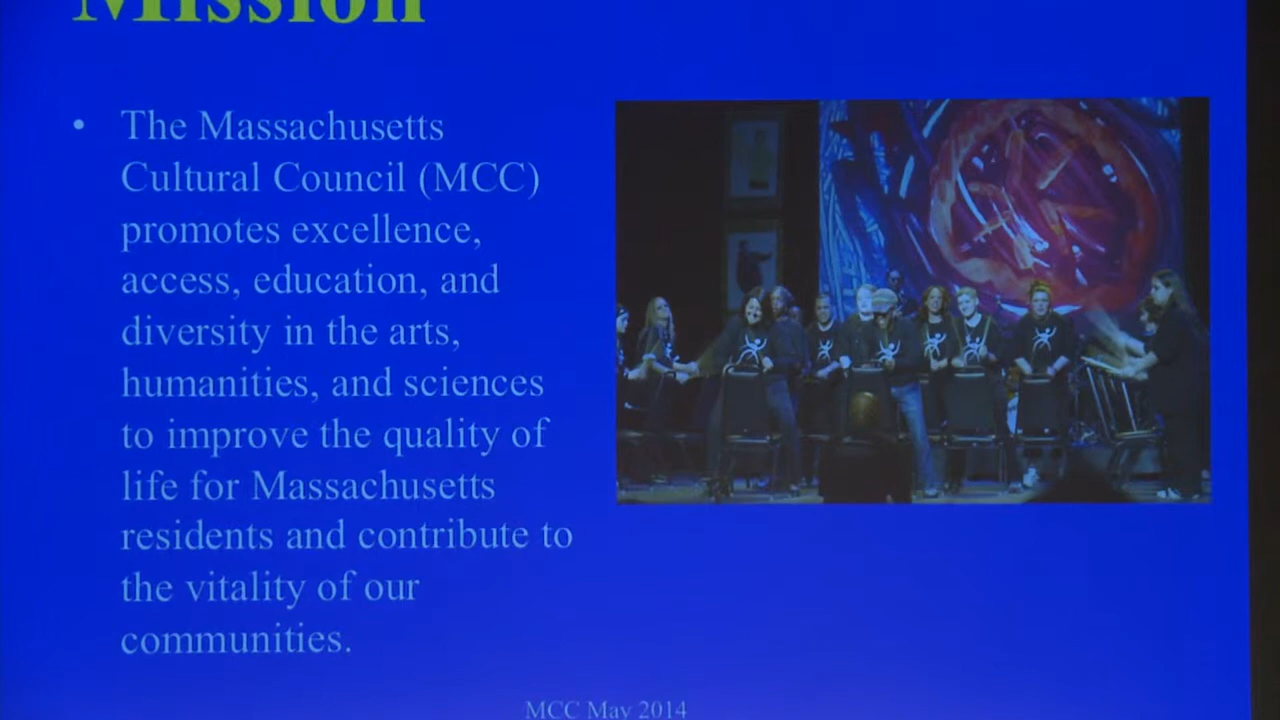 Mission
• The Massachusetts
Cultural Council (MCC)
promotes excellence,
access, education, and
diversity in the arts,
humanities, and sciences
to improve the quality of
life for Massachusetts
residents and contribute to
the vitality of our
communities.
MCC May 2014